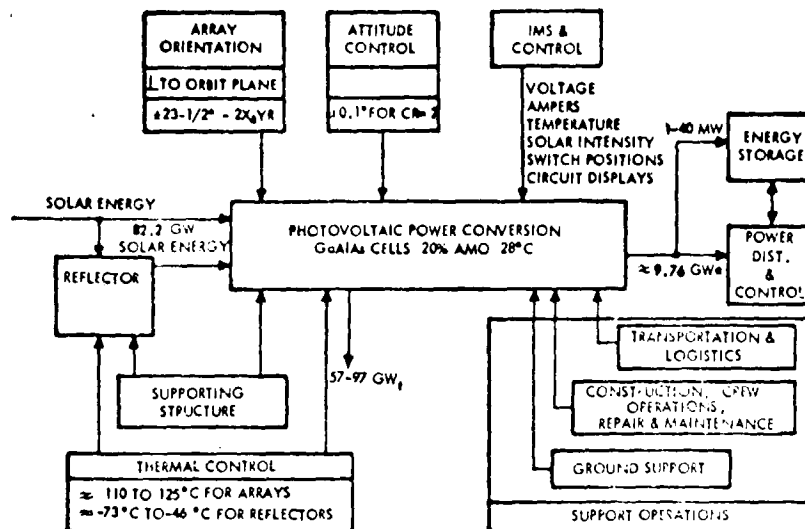 ARRAY
ORIENTATION
⊥ TO ORBIT PLANE
±23-1/2° - 2X/YR
ATTITUDE
CONTROL
±0.1° FOR CR= 2
IMS &
CONTROL
VOLTAGE
AMPERS
TEMPERATURE
SOLAR INTENSITY
SWITCH POSITIONS
CIRCUIT DISPLAYS
1-40 MW
ENERGY
STORAGE
SOLAR ENERGY
82.2 GW
SOLAR ENERGY
REFLECTOR
PHOTOVOLTAIC POWER CONVERSION
GaAlAs CELLS 20% AMO 28°C
≈ 9.76 GWe
POWER
DIST.
&
CONTROL
SUPPORTING
STRUCTURE
57-97 GWt
TRANSPORTATION &
LOGISTICS
CONSTRUCTION, CREW
OPERATIONS,
REPAIR & MAINTENANCE
GROUND SUPPORT
SUPPORT OPERATIONS
THERMAL CONTROL
≈ 110 TO 125°C FOR ARRAYS
≈ -73°C TO -46 °C FOR REFLECTORS